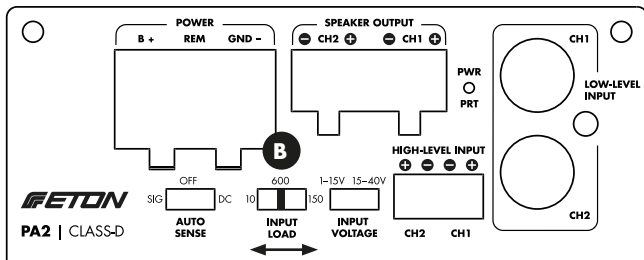 POWER
B + REM GND –
SPEAKER OUTPUT
– CH2 + – CH1 +
PWR
PRT
CH1
LOW-LEVEL
INPUT
CH2
B
HIGH-LEVEL INPUT
+ – – +
CH2 CH1
OFF
SIG DC
AUTO
SENSE
600
10 150
INPUT
LOAD
1–15V 15–40V
INPUT
VOLTAGE
ETON
PA2 | CLASS-D